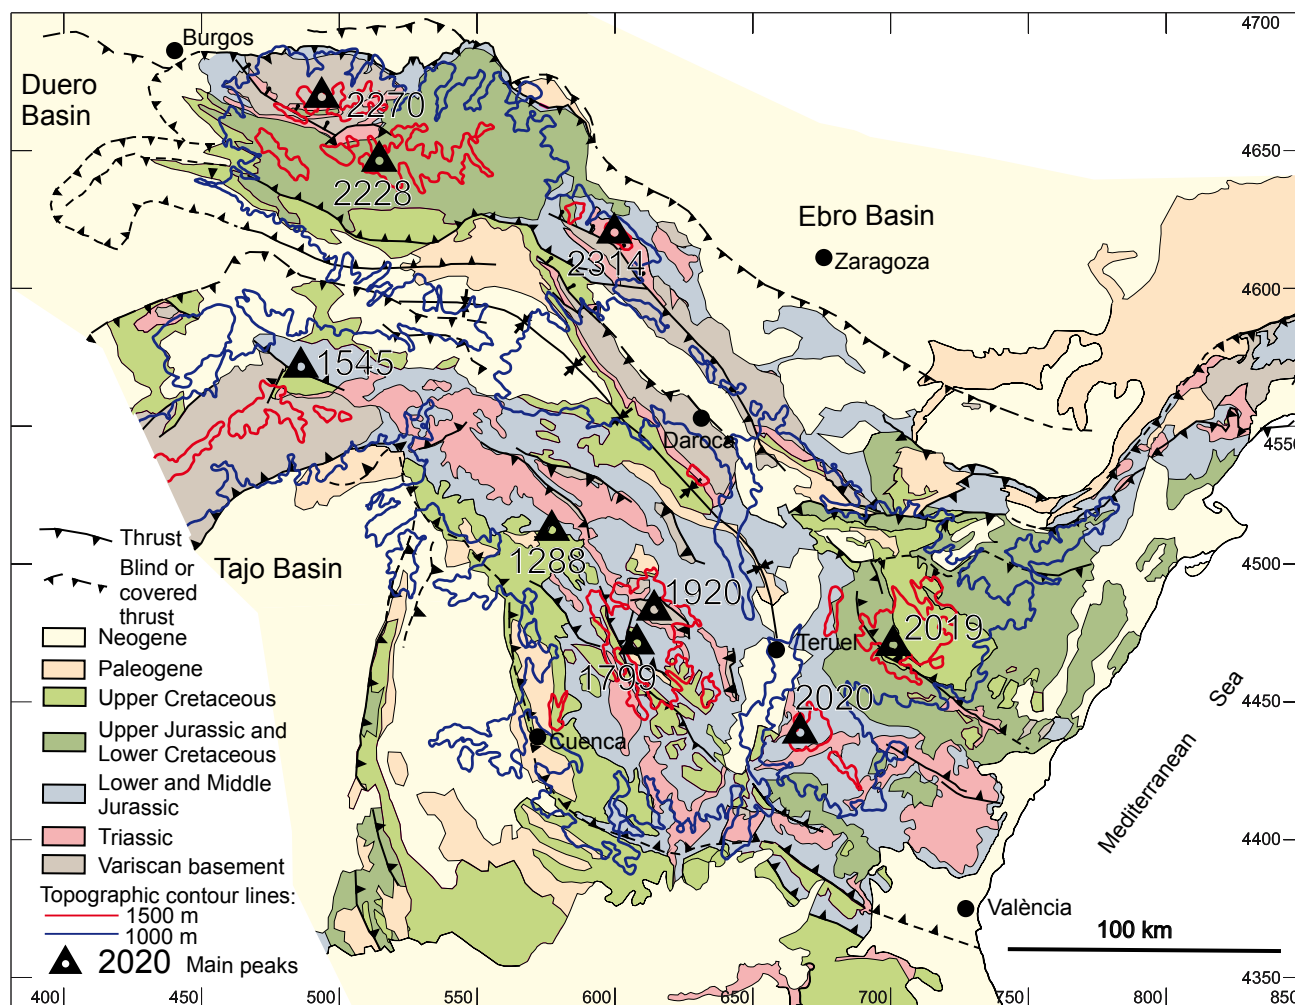 4700
Burgos
Duero
Basin
2270
4650
2228
Ebro Basin
Zaragoza
2314
4600
1545
Daroca
4550
Thrust
Blind or
covered
thrust
Tajo Basin
1288
4500
1920
2019
Teruel
1799
2020
4450
Neogene
Paleogene
Upper Cretaceous
Upper Jurassic and
Lower Cretaceous
Lower and Middle
Jurassic
Triassic
Variscan basement
Cuenca
Mediterranean Sea
4400
Topographic contour lines:
1500 m
1000 m
2020 Main peaks
València
100 km
4350
400 450 500 550 600 650 700 750 800 850